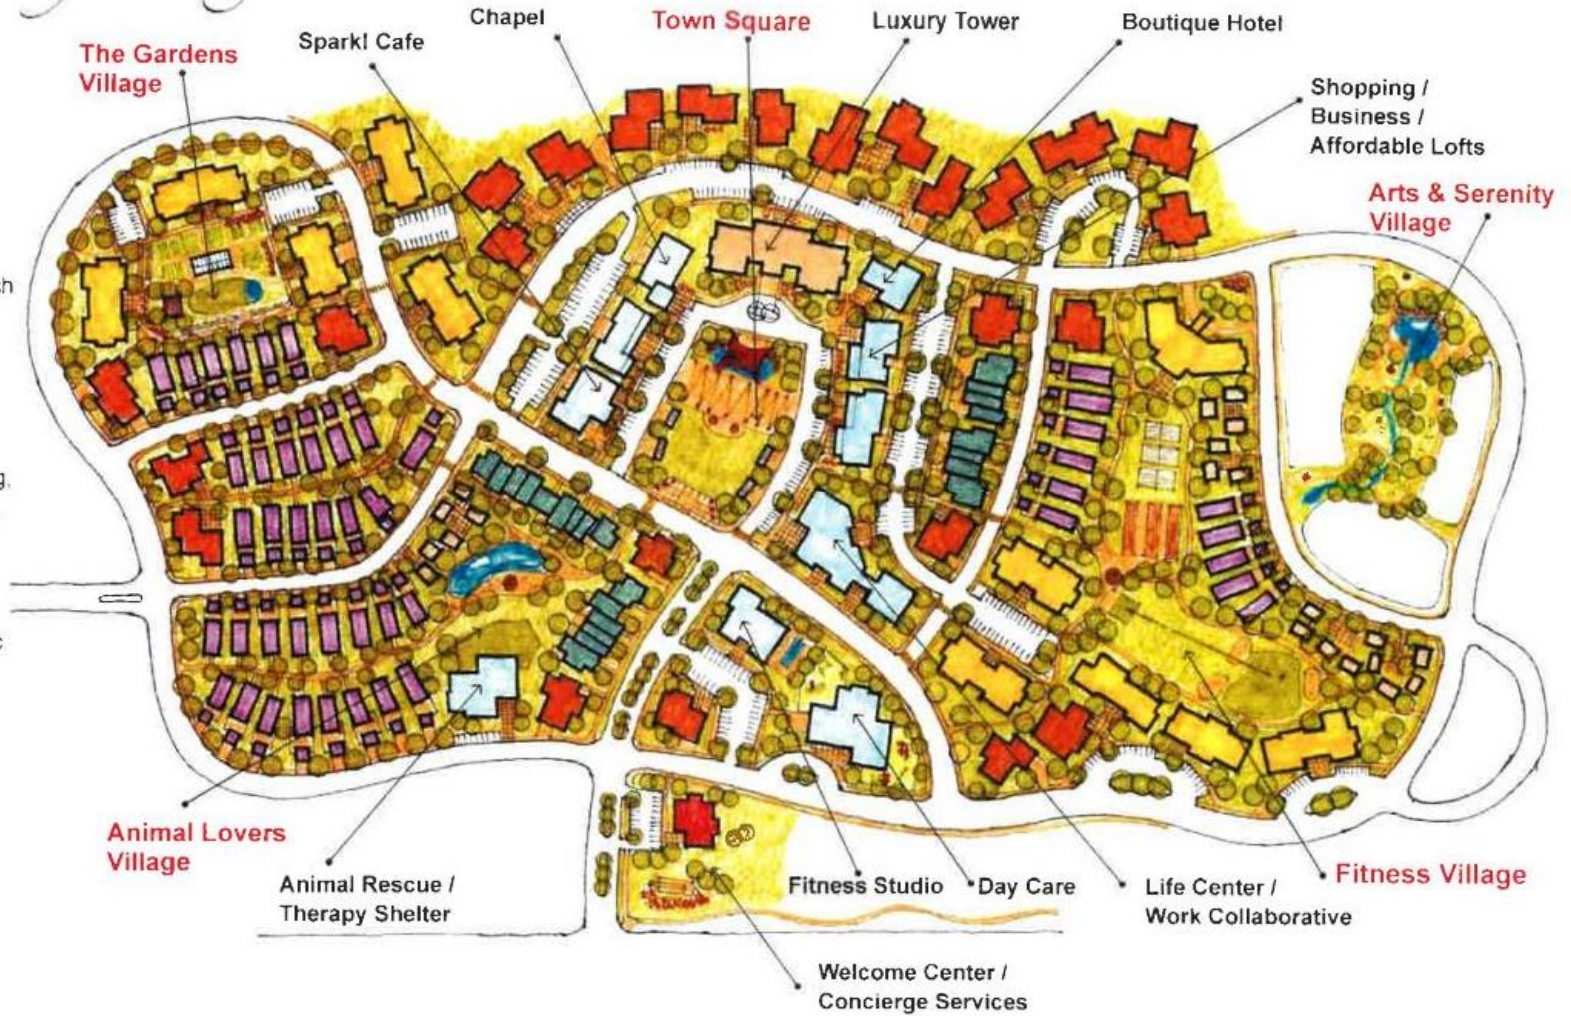 Chapel
Town Square
Luxury Tower
Boutique Hotel
The Gardens
Village
Sparkl Cafe
Shopping /
Business /
Affordable Lofts
Arts & Serenity
Village
Animal Lovers
Village
Animal Rescue /
Therapy Shelter
Fitness Studio
Day Care
Life Center /
Work Collaborative
Fitness Village
Welcome Center /
Concierge Services